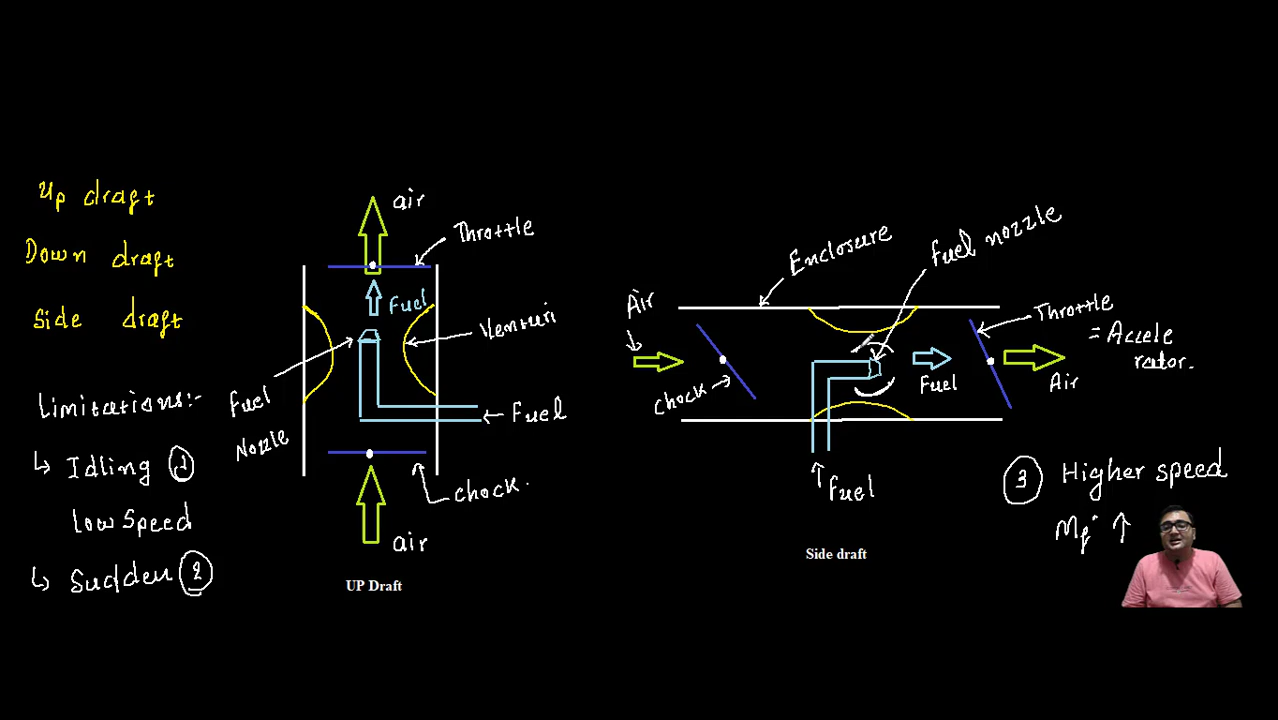 Up draft
Down draft
Side draft
Limitations:-
↳ Idling 1
low Speed
↳ Sudden 2
air
Throttle
Fuel
Venturi
fuel
Nozzle
← Fuel
chock
air
UP Draft
Enclosure
Fuel nozzle
Air
Throttle
= Accele
rator.
chock
Fuel
Air
Fuel
Side draft
3 Higher speed
ṁf ↑